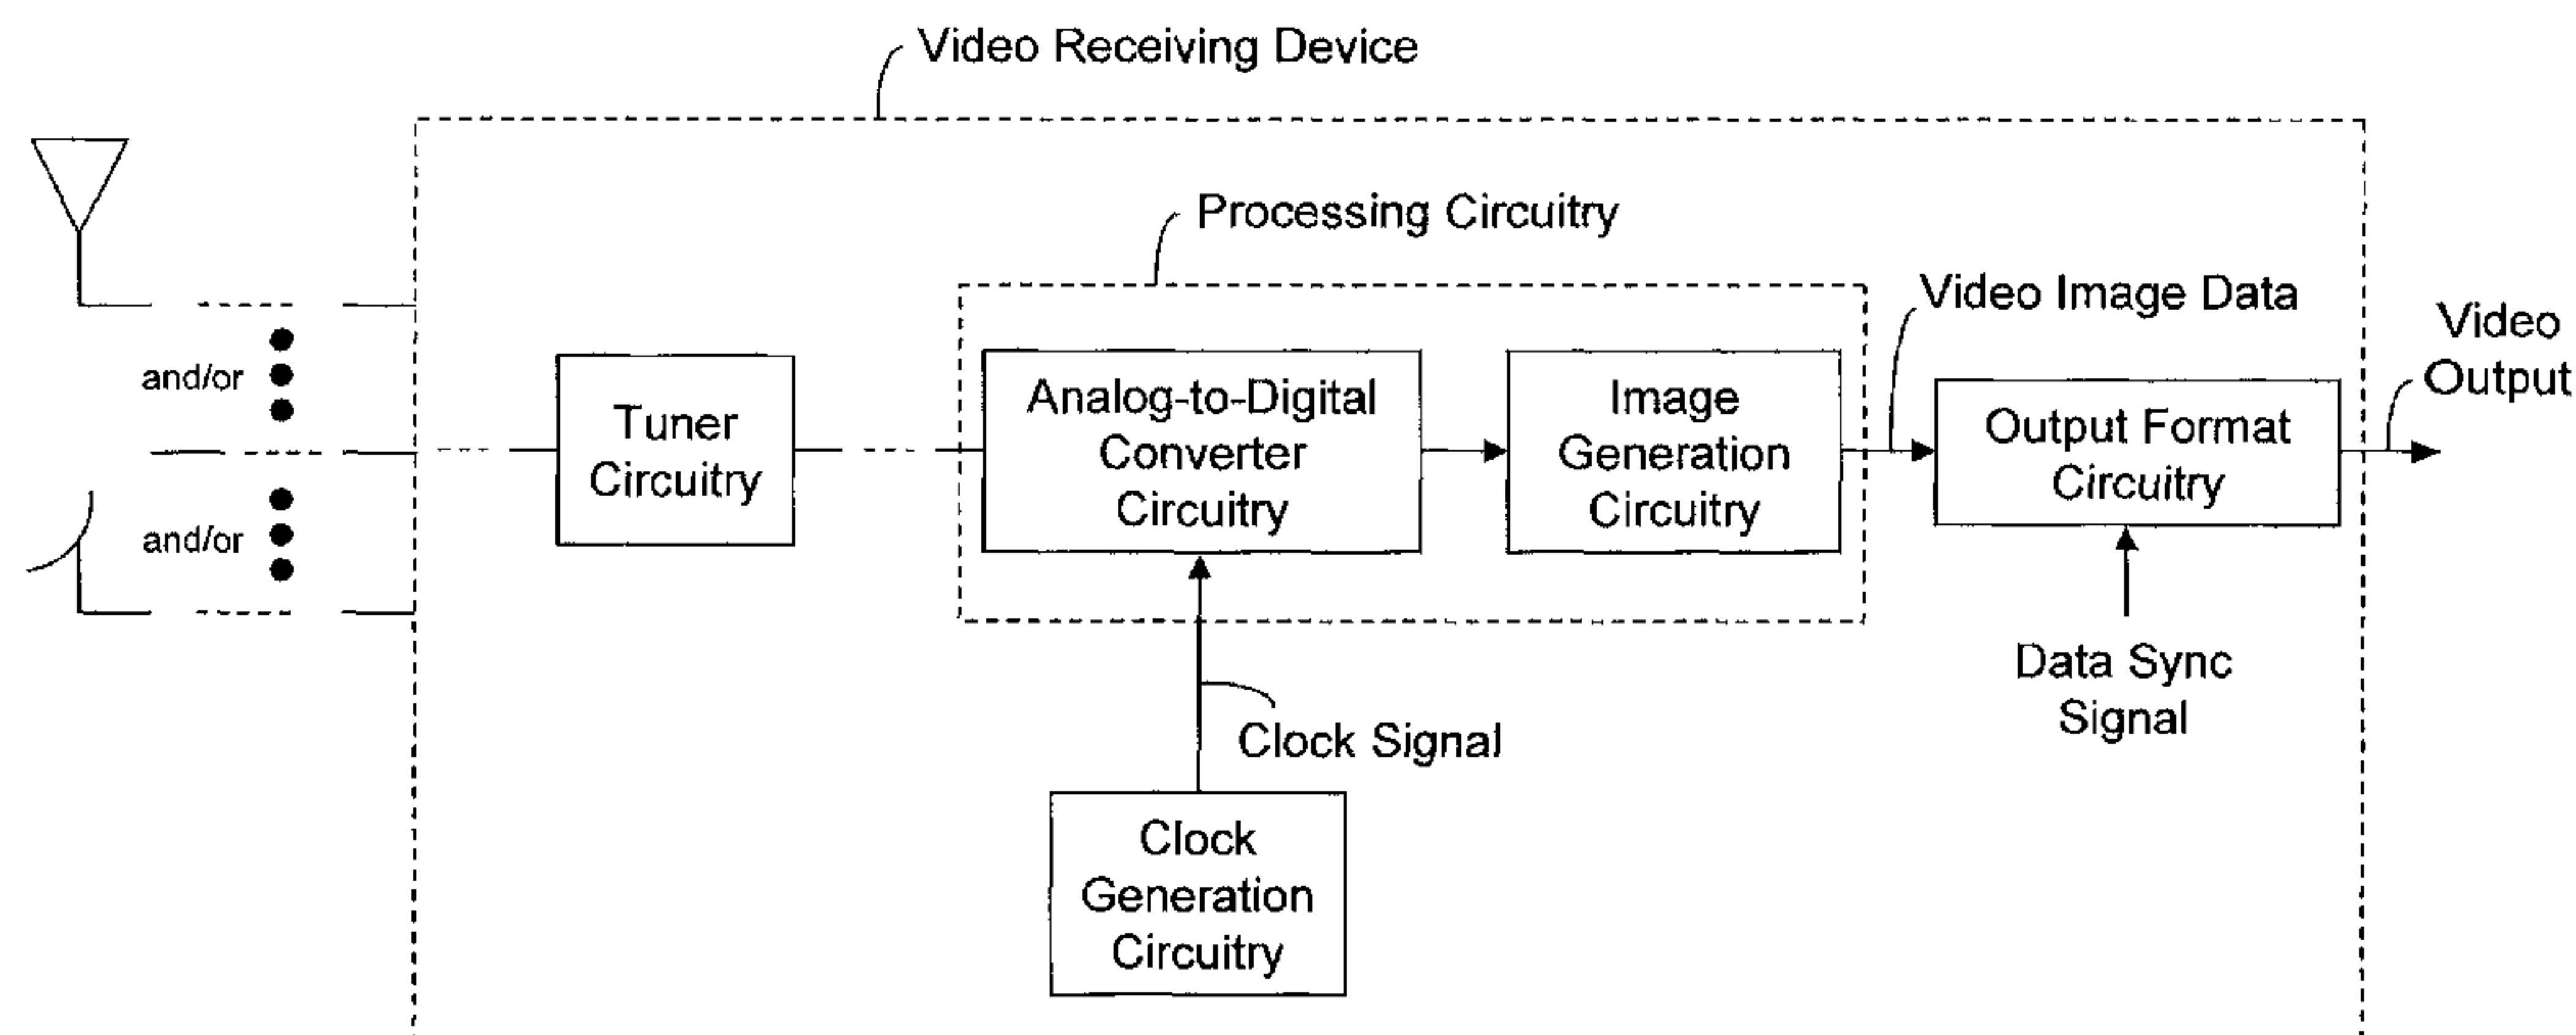 Video Receiving Device
Processing Circuitry
Video Image Data
Video
Output
and/or
and/or
Tuner
Circuitry
Analog-to-Digital
Converter
Circuitry
Image
Generation
Circuitry
Output Format
Circuitry
Data Sync
Signal
Clock Signal
Clock
Generation
Circuitry